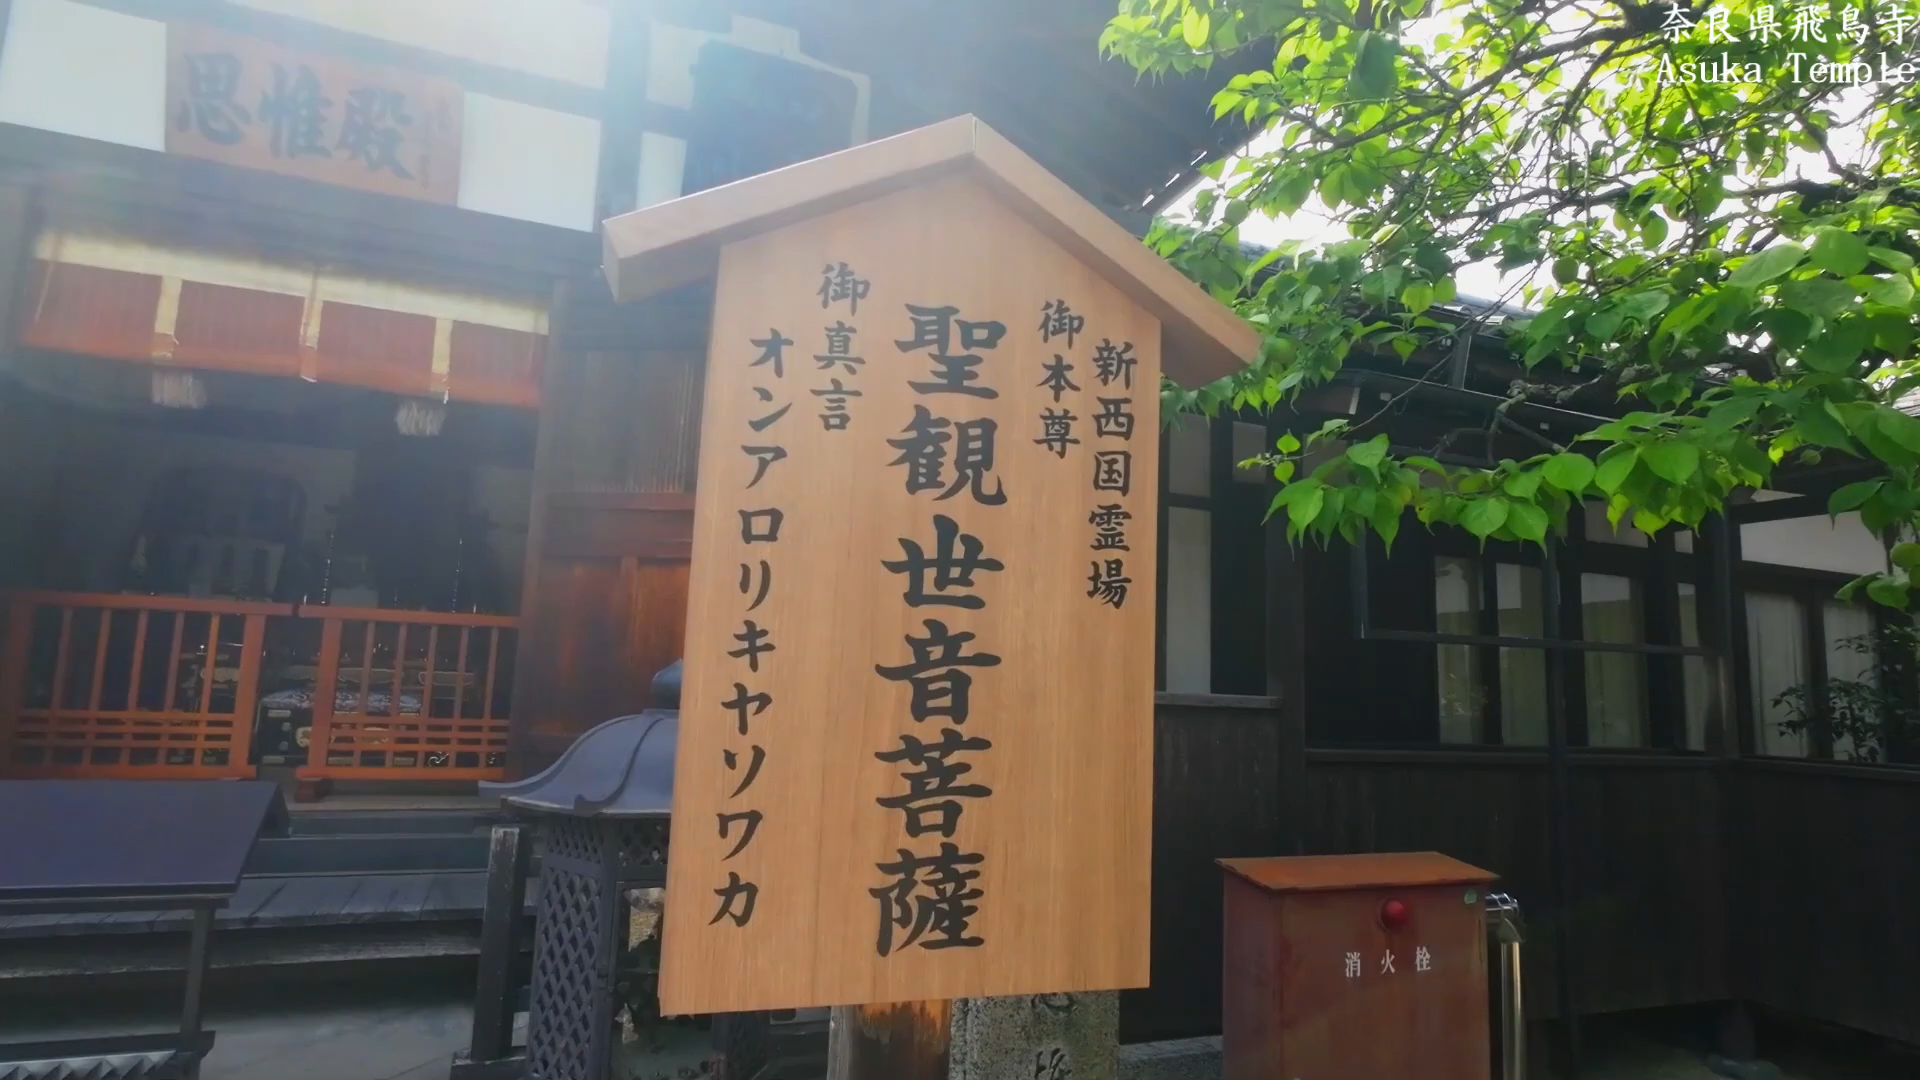 奈良県飛鳥寺
Asuka Temple
思惟殿
新西国霊場
御本尊
聖観世音菩薩
御真言
オンアロリキヤソワカ
消火栓